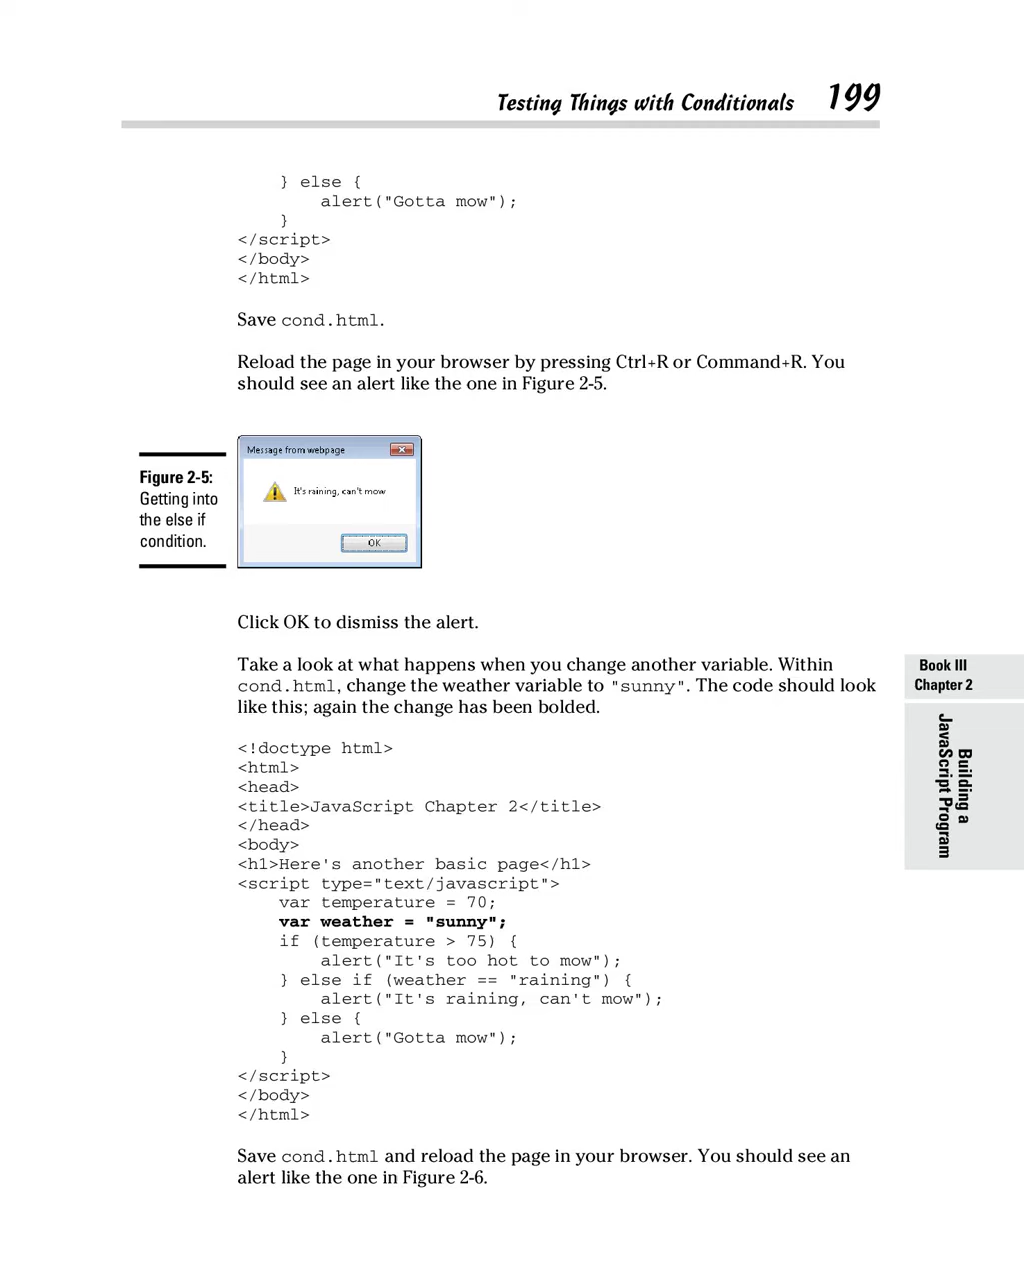 Testing Things with Conditionals 199
    } else {
        alert("Gotta mow");
    }
</script>
</body>
</html>
Save cond.html.
Reload the page in your browser by pressing Ctrl+R or Command+R. You
should see an alert like the one in Figure 2-5.
Figure 2-5:
Getting into
the else if
condition.
Message from webpage
It's raining, can't mow
OK
Click OK to dismiss the alert.
Take a look at what happens when you change another variable. Within
cond.html, change the weather variable to "sunny". The code should look
like this; again the change has been bolded.
<!doctype html>
<html>
<head>
<title>JavaScript Chapter 2</title>
</head>
<body>
<h1>Here's another basic page</h1>
<script type="text/javascript">
    var temperature = 70;
    var weather = "sunny";
    if (temperature > 75) {
        alert("It's too hot to mow");
    } else if (weather == "raining") {
        alert("It's raining, can't mow");
    } else {
        alert("Gotta mow");
    }
</script>
</body>
</html>
Save cond.html and reload the page in your browser. You should see an
alert like the one in Figure 2-6.
Book III
Chapter 2
Building a
JavaScript Program